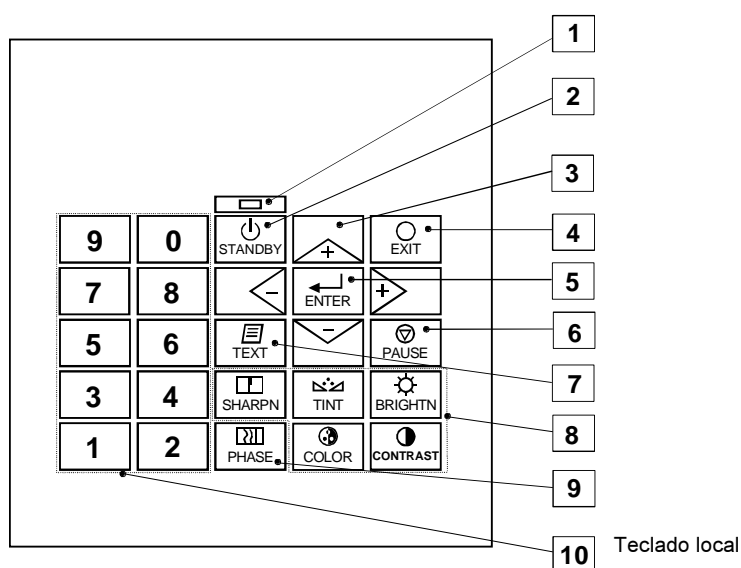 1
2
3
9 0 STANDBY + EXIT
4
7 8 - ENTER +
5
5 6 TEXT - PAUSE
6
7
3 4 SHARPN TINT BRIGHTN
8
1 2 PHASE COLOR CONTRAST
9
10 Teclado local